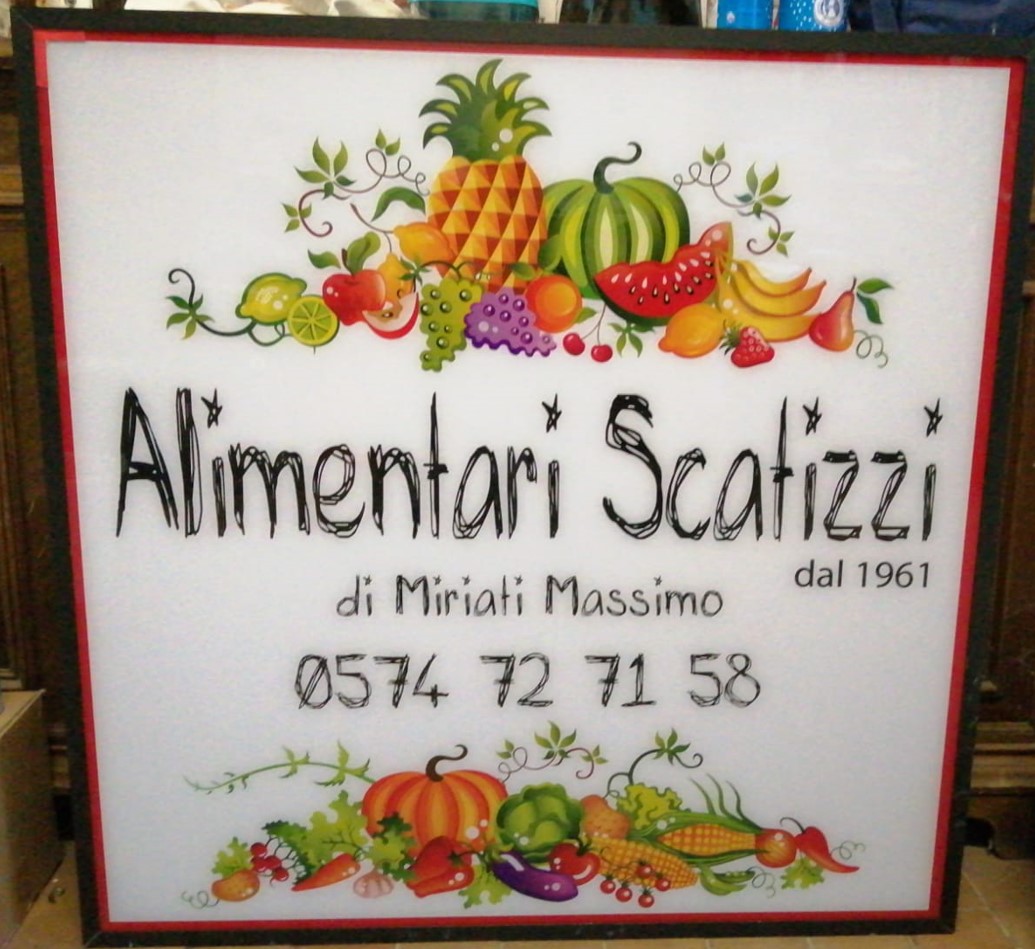 Alimentari Scatizzi
dal 1961
di Miriati Massimo
0574 72 71 58